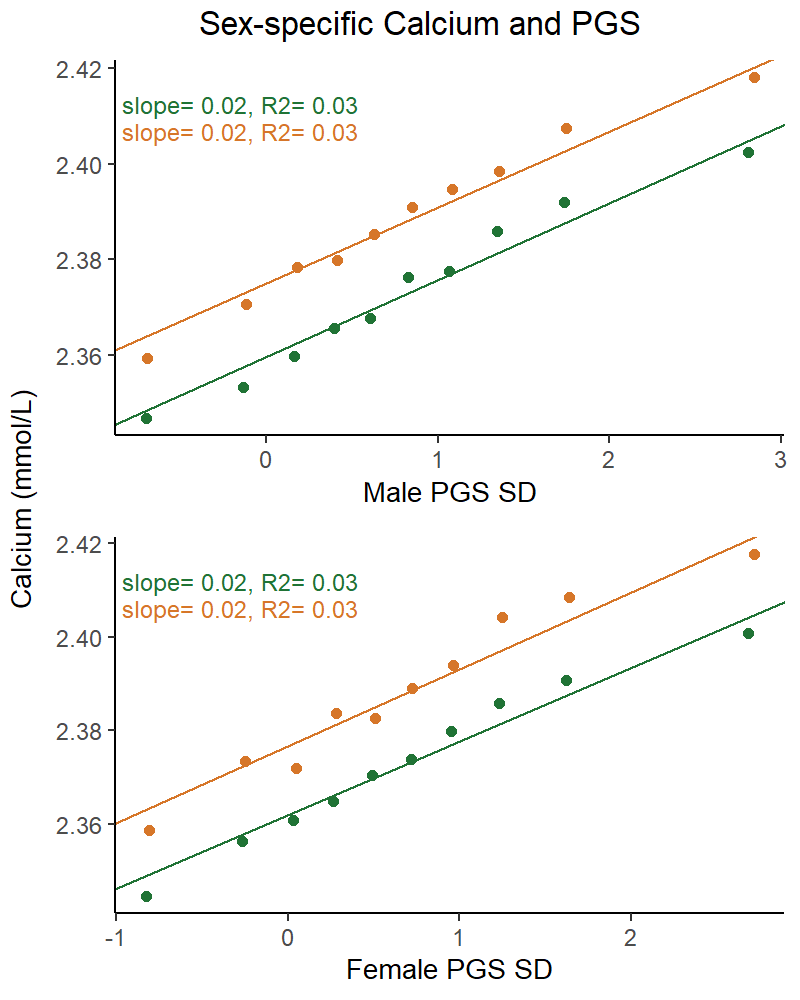 Sex-specific Calcium and PGS
Calcium (mmol/L)
2.42
2.40
2.38
2.36
slope= 0.02, R2= 0.03
slope= 0.02, R2= 0.03
0 1 2 3
Male PGS SD
2.42
2.40
2.38
2.36
slope= 0.02, R2= 0.03
slope= 0.02, R2= 0.03
-1 0 1 2
Female PGS SD